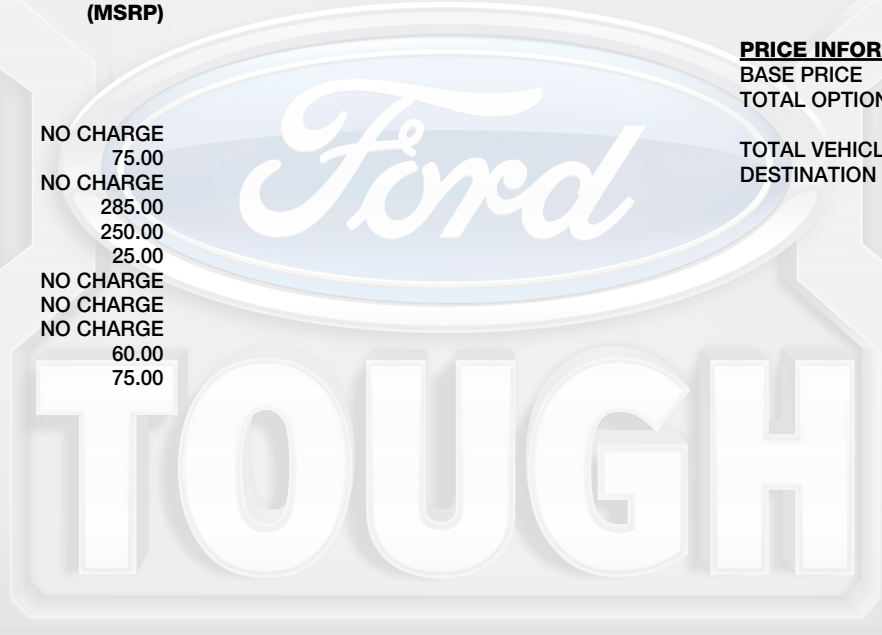 (MSRP)
NO CHARGE
75.00
NO CHARGE
285.00
250.00
25.00
NO CHARGE
NO CHARGE
NO CHARGE
60.00
75.00
PRICE INFOR
BASE PRICE
TOTAL OPTION
TOTAL VEHICL
DESTINATION
Ford
TOUGH